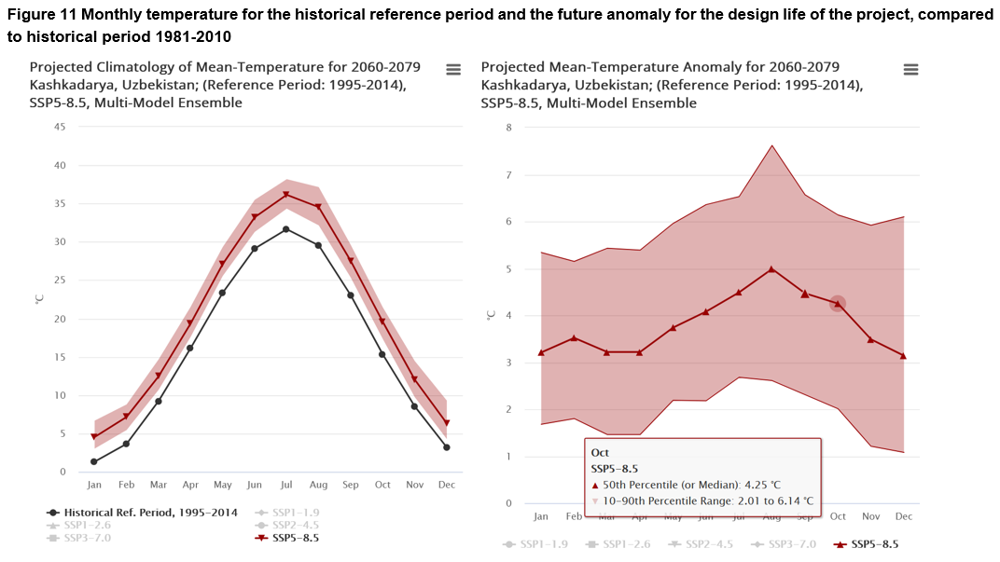 Figure 11 Monthly temperature for the historical reference period and the future anomaly for the design life of the project, compared
to historical period 1981-2010
Projected Climatology of Mean-Temperature for 2060-2079
Kashkadarya, Uzbekistan; (Reference Period: 1995-2014),
SSP5-8.5, Multi-Model Ensemble
45
40
35
30
25
20
15
10
5
0
°C
Jan Feb Mar Apr May Jun Jul Aug Sep Oct Nov Dec
Historical Ref. Period, 1995-2014 SSP1-1.9
SSP1-2.6 SSP2-4.5
SSP3-7.0 SSP5-8.5
Projected Mean-Temperature Anomaly for 2060-2079
Kashkadarya, Uzbekistan; (Reference Period: 1995-2014),
SSP5-8.5, Multi-Model Ensemble
8
7
6
5
4
3
2
1
0
°C
Oct
SSP5-8.5
50th Percentile (or Median): 4.25 °C
10-90th Percentile Range: 2.01 to 6.14 °C
Jan Feb Mar Apr May Jun Jul Aug Sep Oct Nov Dec
SSP1-1.9 SSP1-2.6 SSP2-4.5 SSP3-7.0 SSP5-8.5